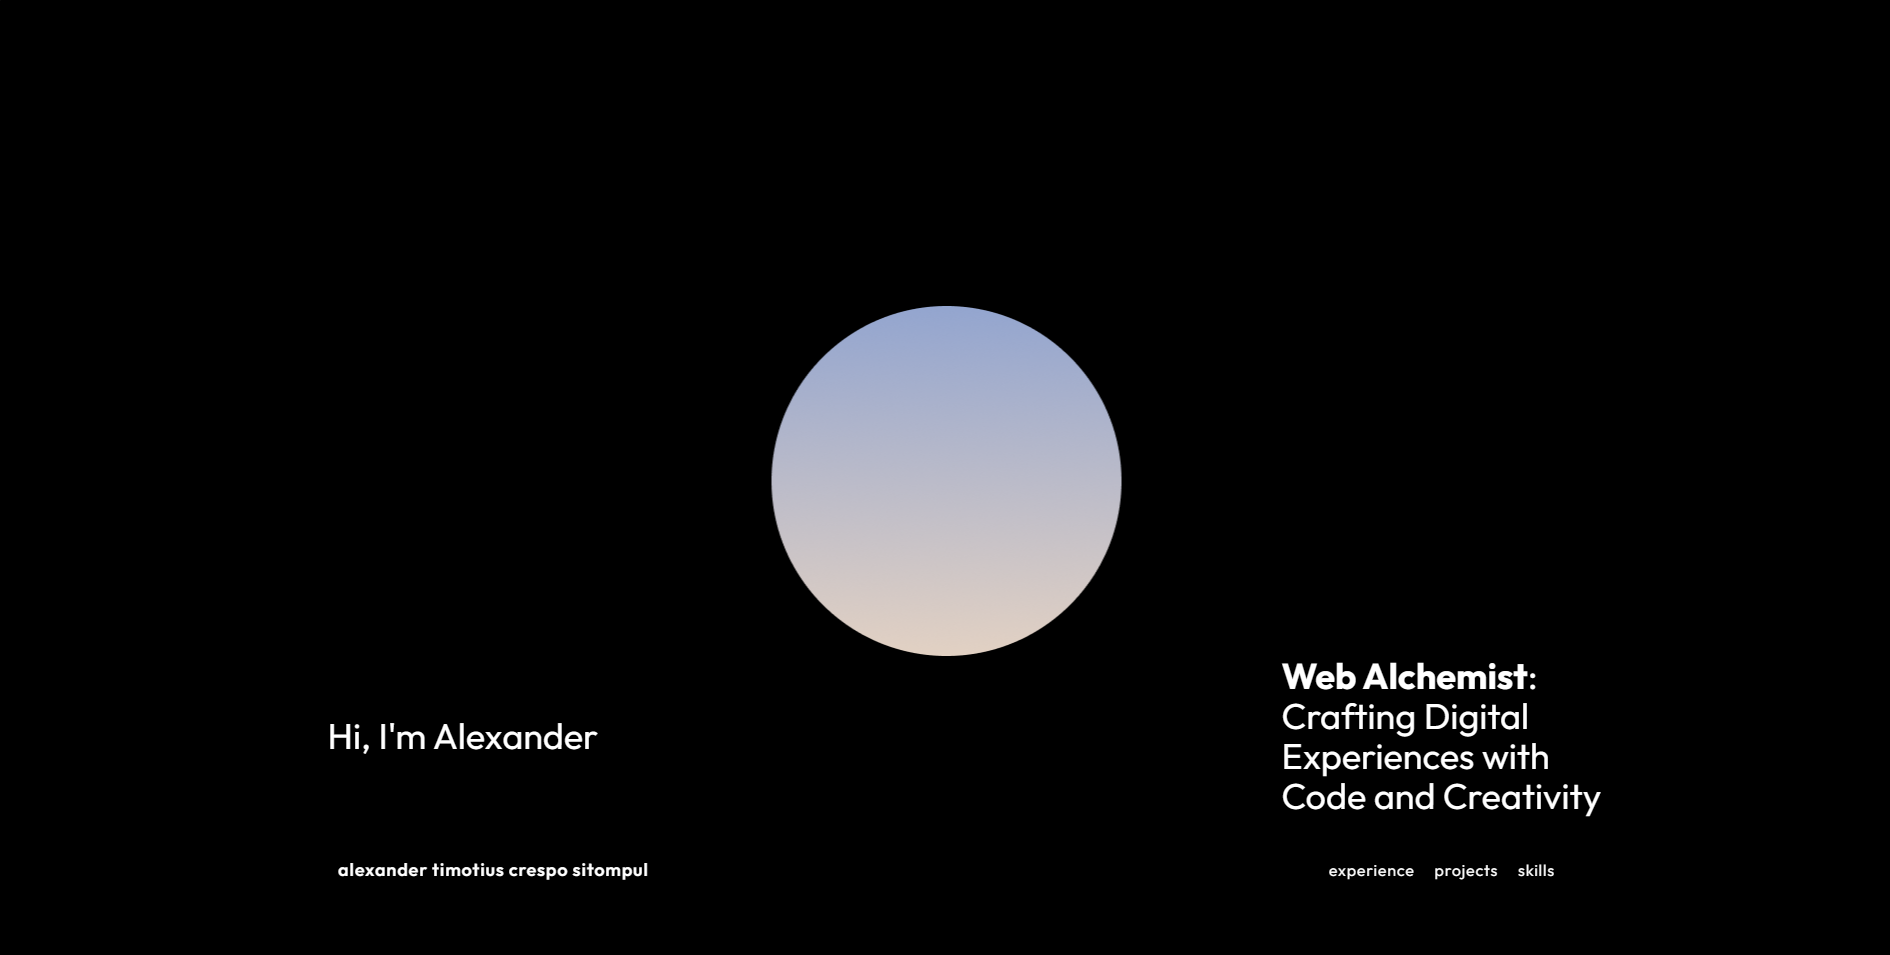 Hi, I'm Alexander
Web Alchemist:
Crafting Digital
Experiences with
Code and Creativity
alexander timotius crespo sitompul
experience projects skills